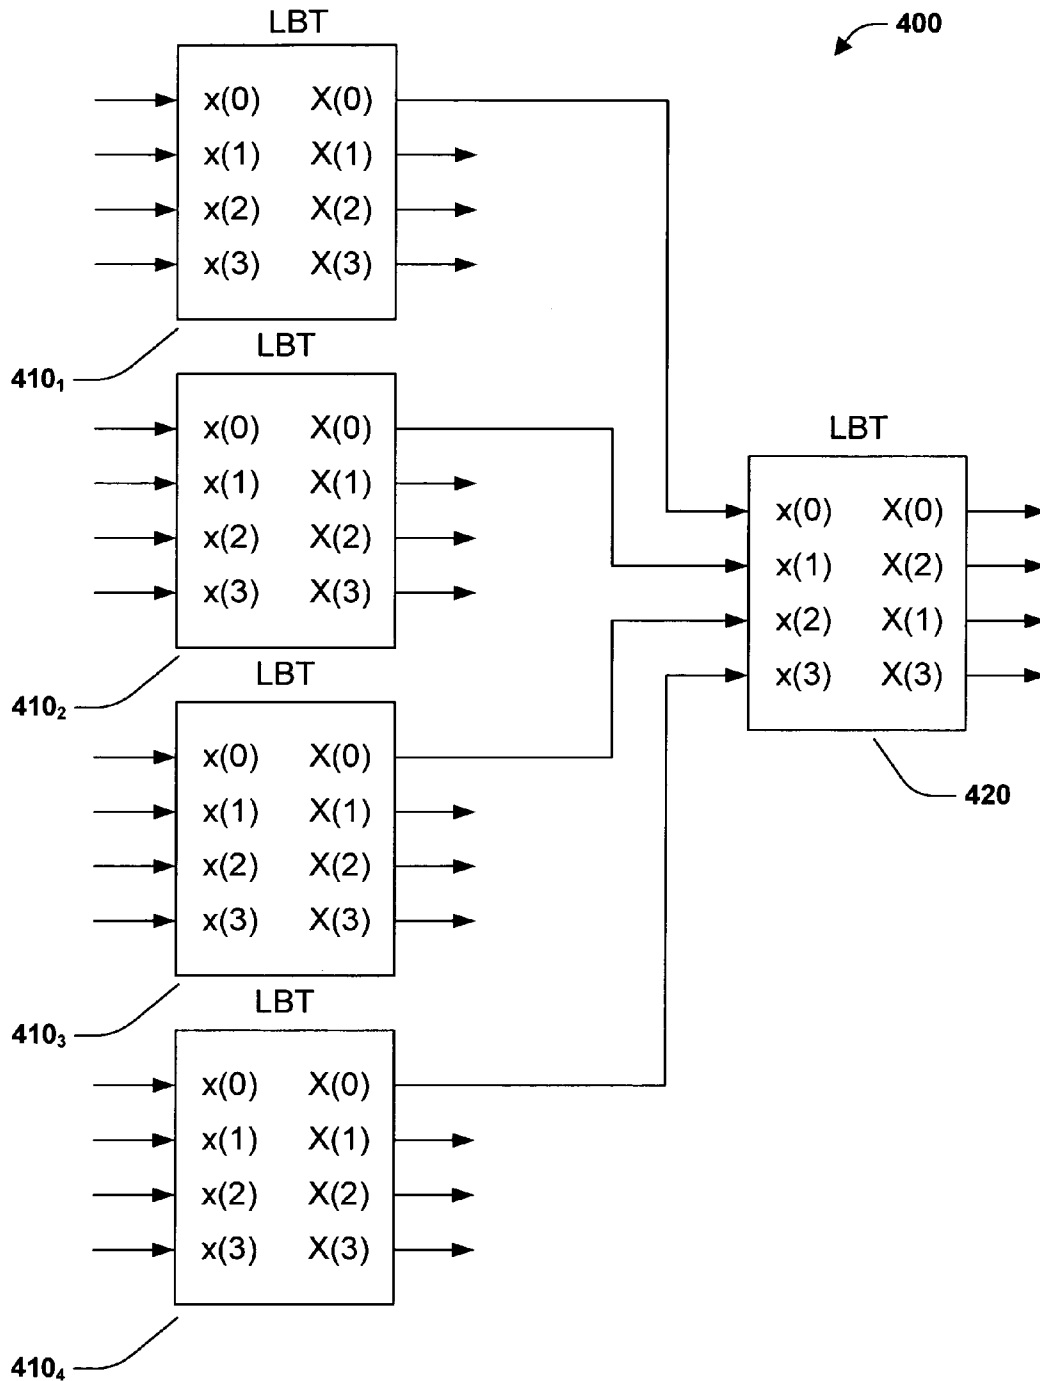 LBT
400
x(0) X(0)
x(1) X(1)
x(2) X(2)
x(3) X(3)
410₁
LBT
x(0) X(0)
x(1) X(1)
x(2) X(2)
x(3) X(3)
410₂
LBT
x(0) X(0)
x(1) X(1)
x(2) X(2)
x(3) X(3)
410₃
LBT
x(0) X(0)
x(1) X(1)
x(2) X(2)
x(3) X(3)
410₄
LBT
x(0) X(0)
x(1) X(2)
x(2) X(1)
x(3) X(3)
420